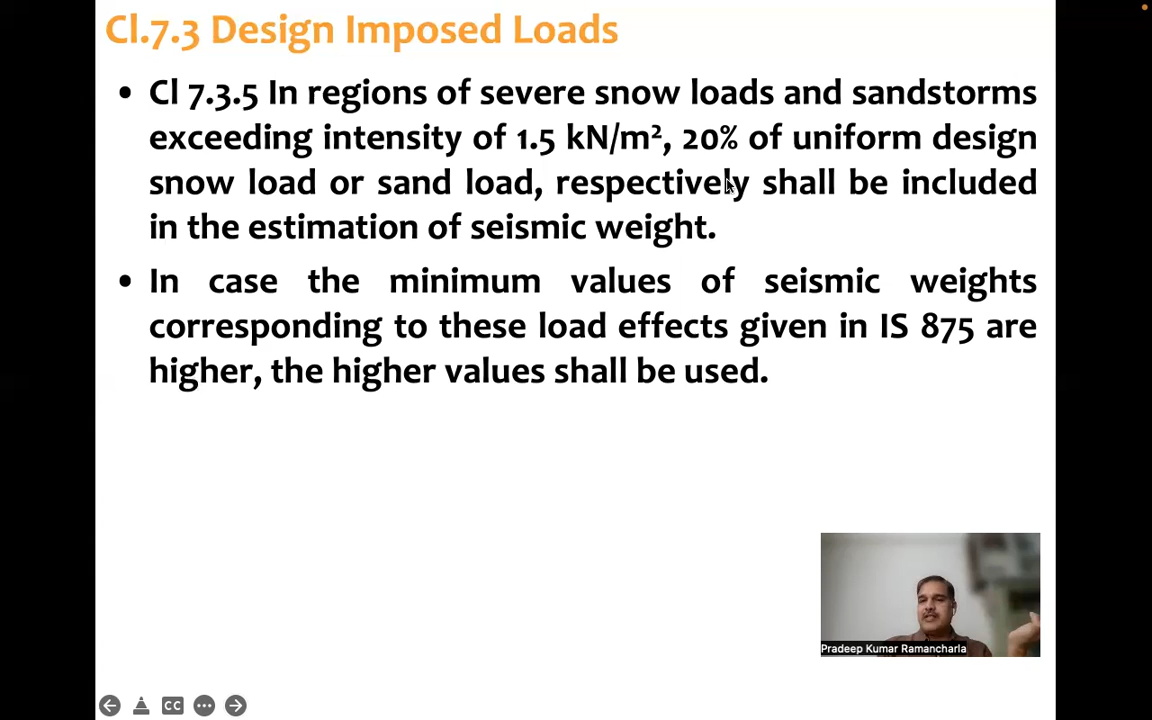 Cl.7.3 Design Imposed Loads
• Cl 7.3.5 In regions of severe snow loads and sandstorms
exceeding intensity of 1.5 kN/m², 20% of uniform design
snow load or sand load, respectively shall be included
in the estimation of seismic weight.
• In case the minimum values of seismic weights
corresponding to these load effects given in IS 875 are
higher, the higher values shall be used.
Pradeep Kumar Ramancharla
CC